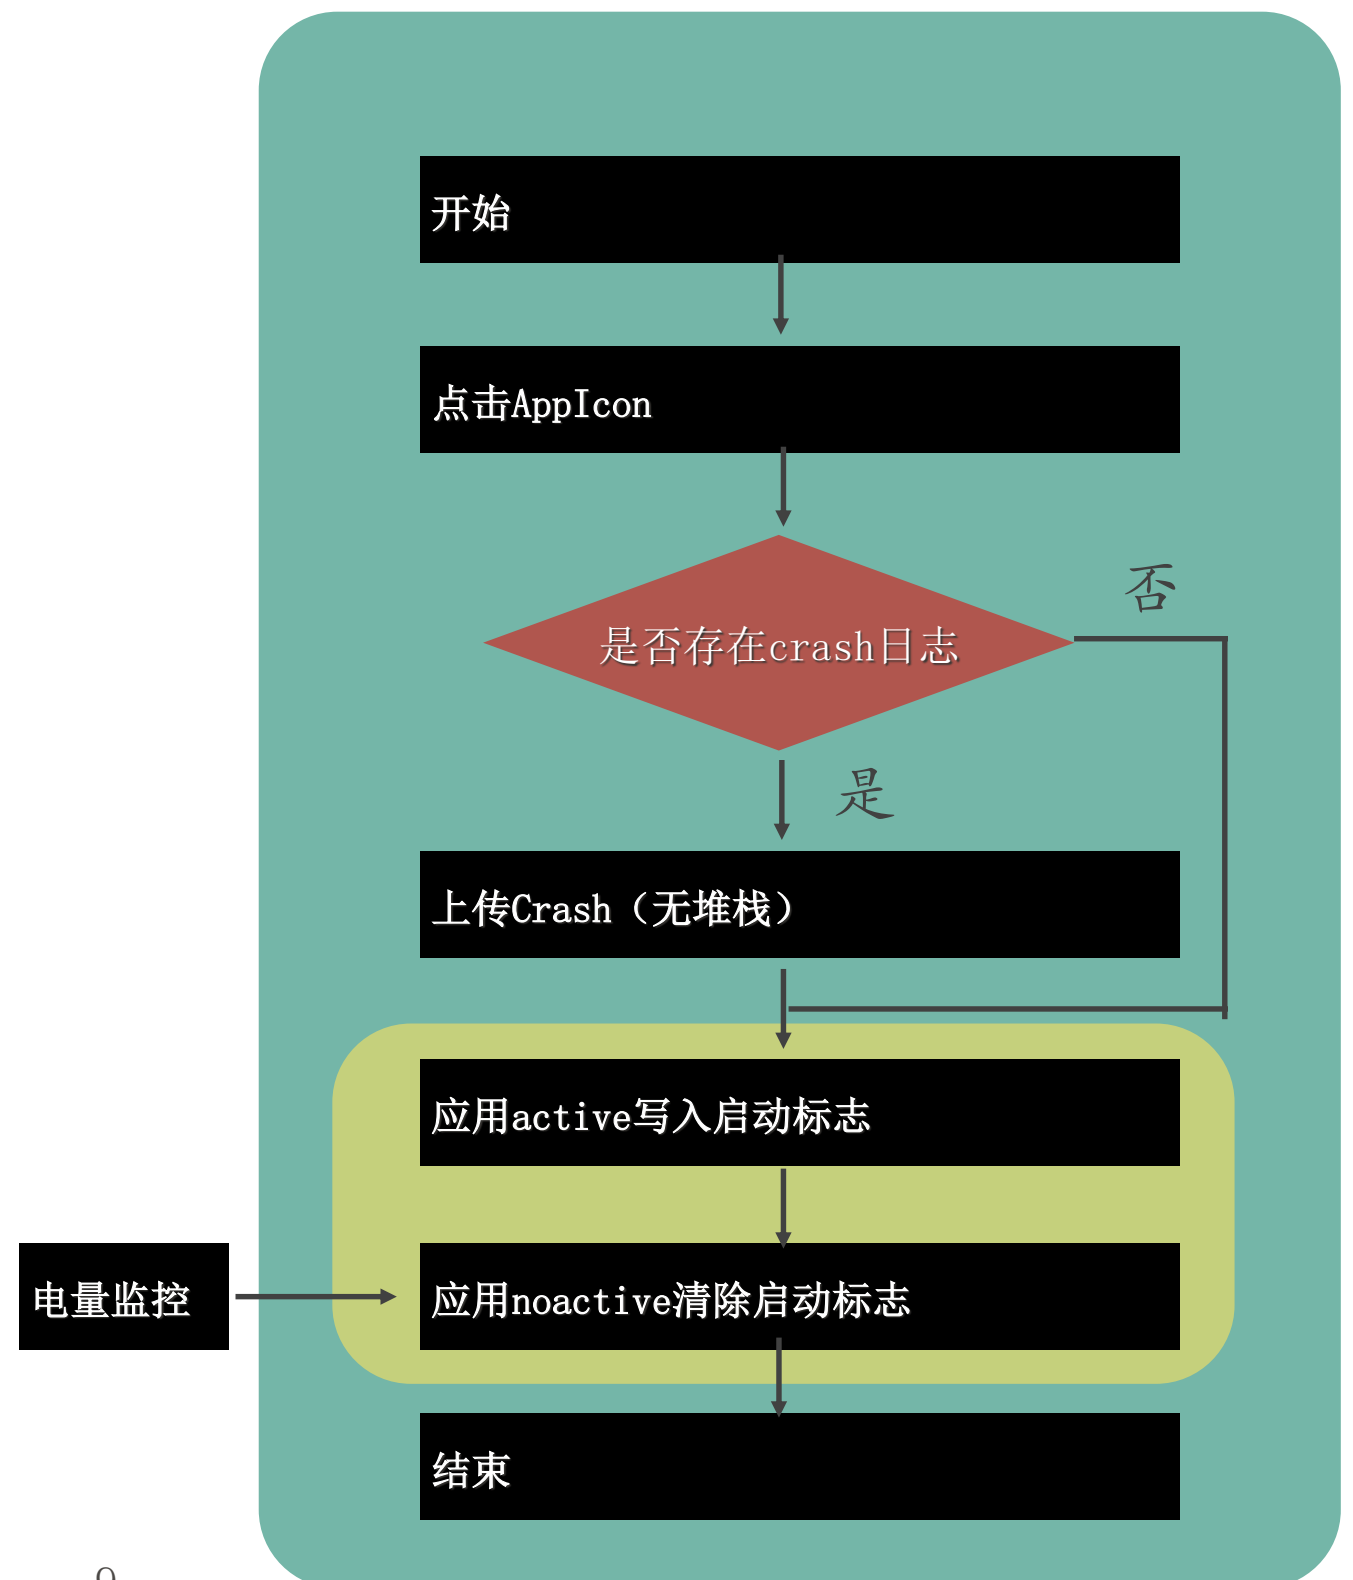 开始
点击AppIcon
是否存在crash日志
否
是
上传Crash（无堆栈）
应用active写入启动标志
电量监控
应用noactive清除启动标志
结束